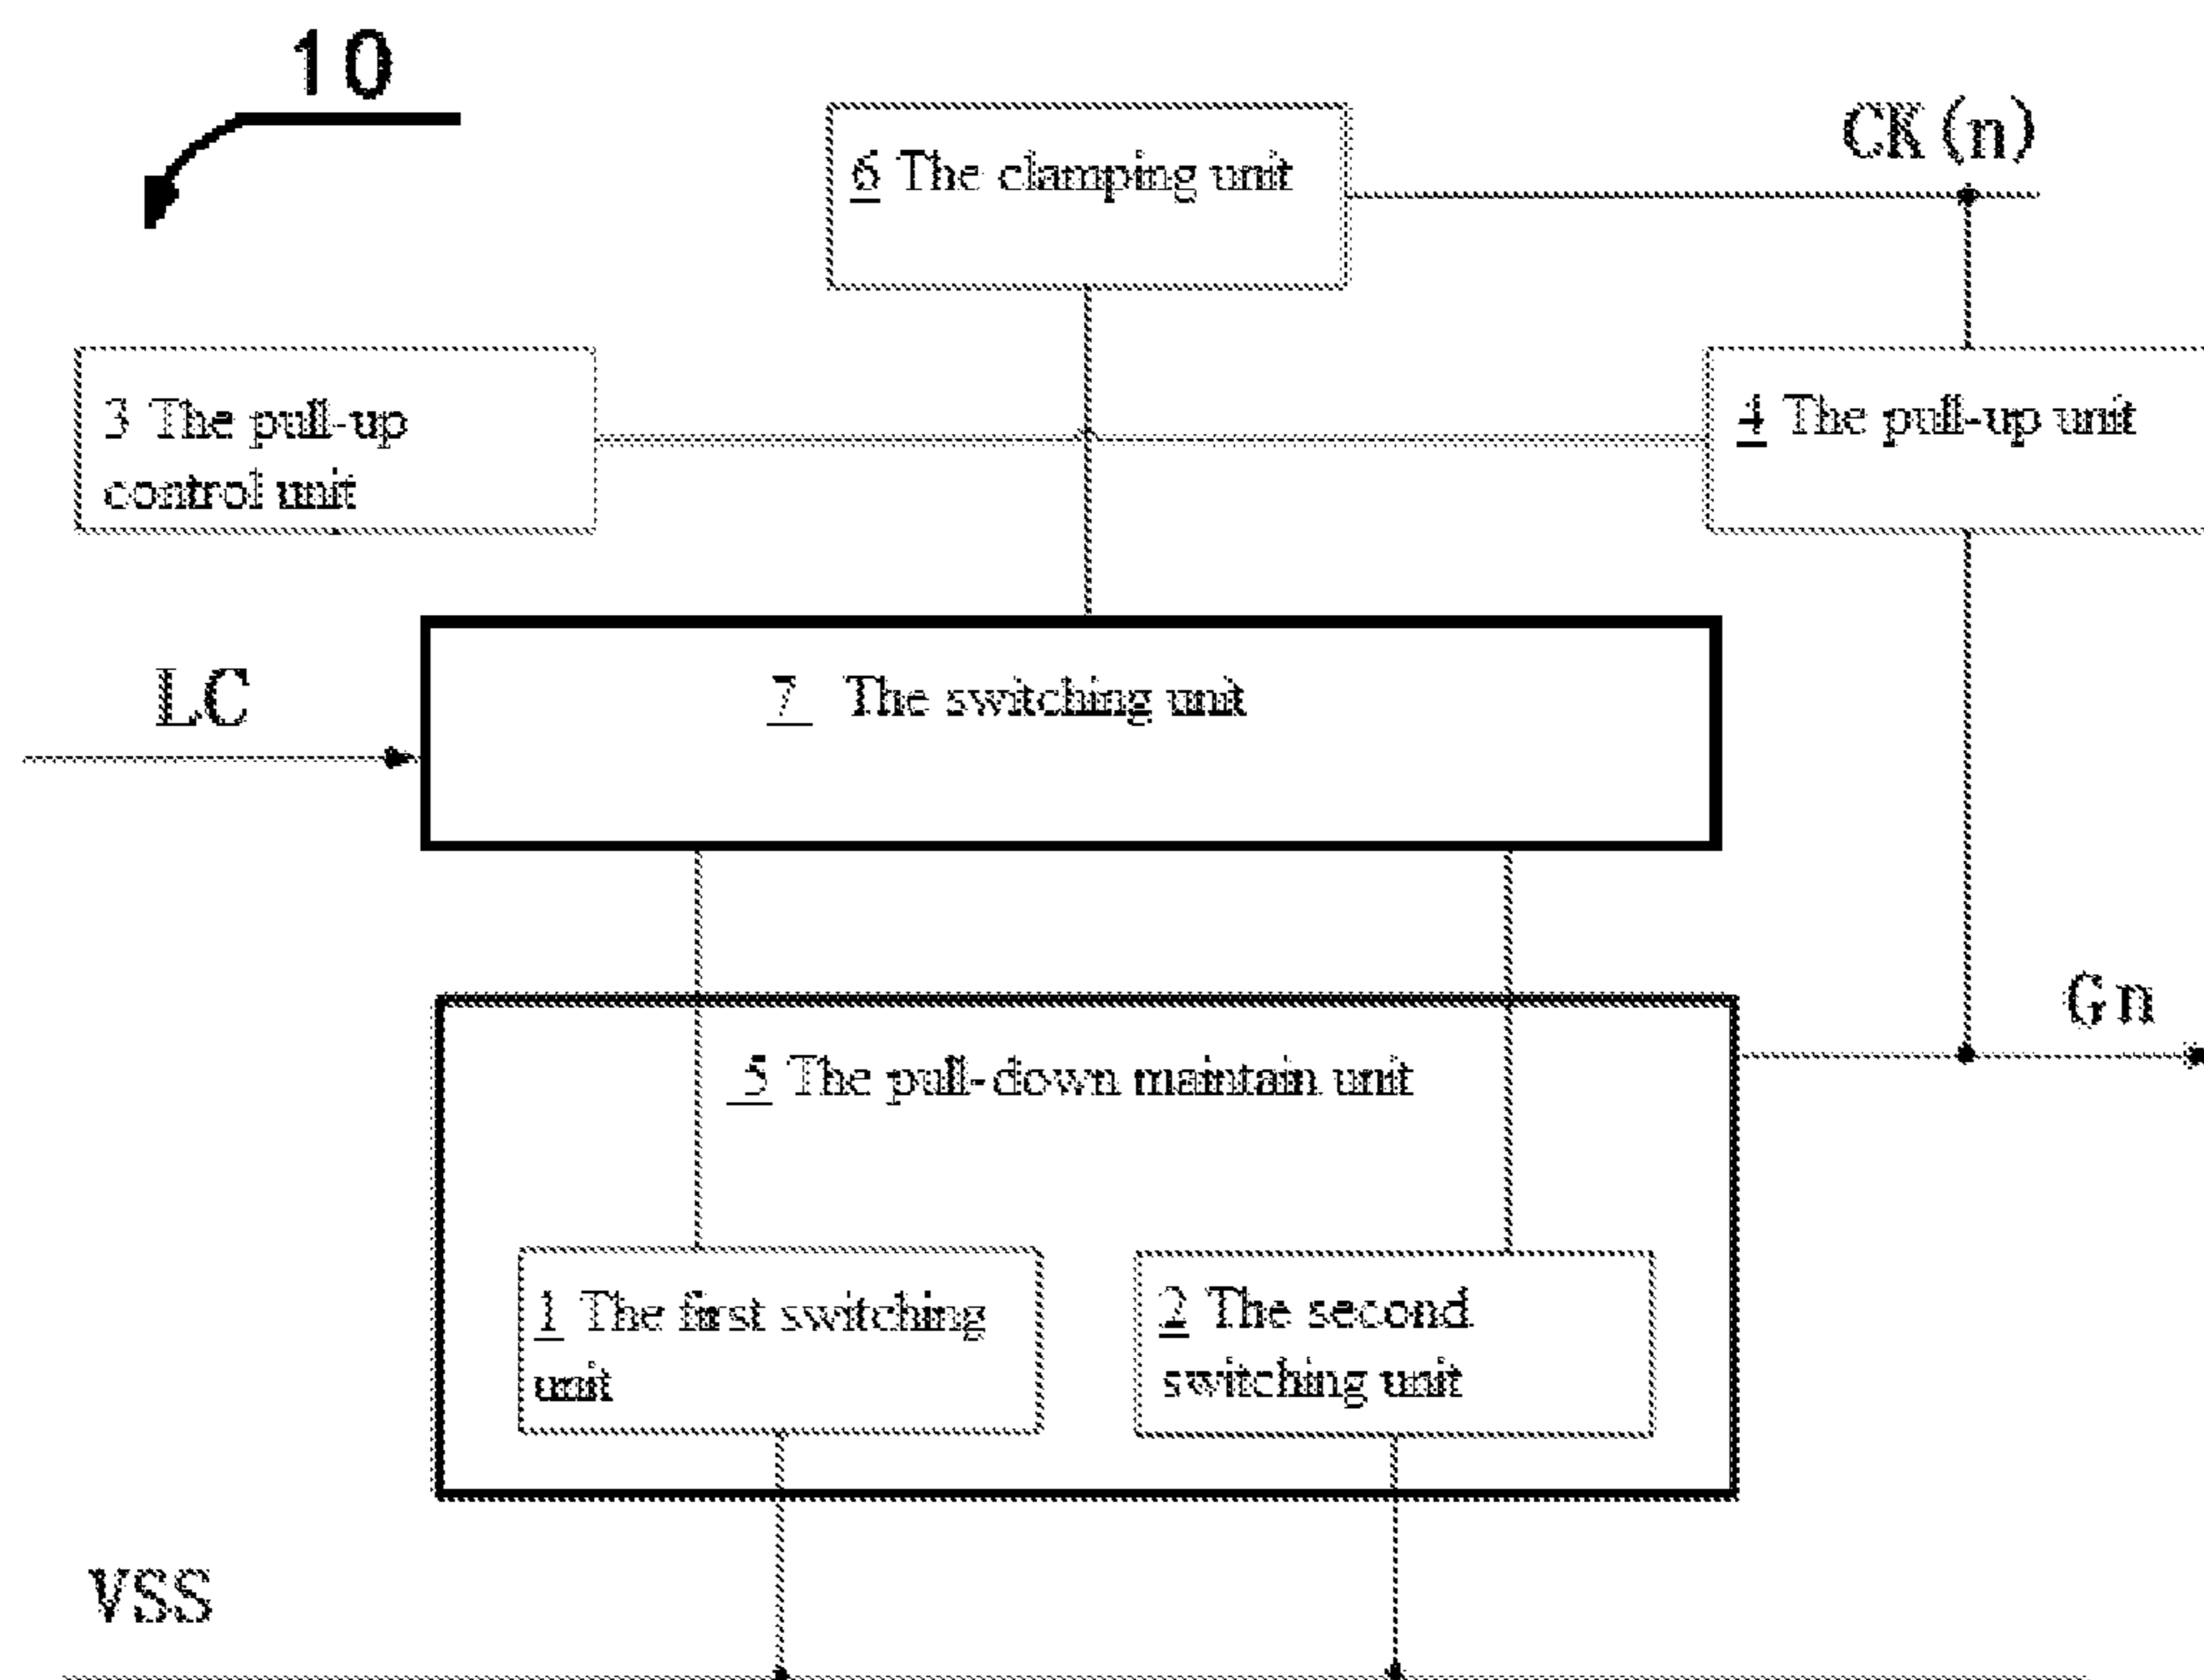 10
CK(n)
6 The clamping unit
3 The pull-up
control unit
4 The pull-up unit
LC
7 The switching unit
Gn
5 The pull-down maintain unit
1 The first switching
unit
2 The second
switching unit
VSS